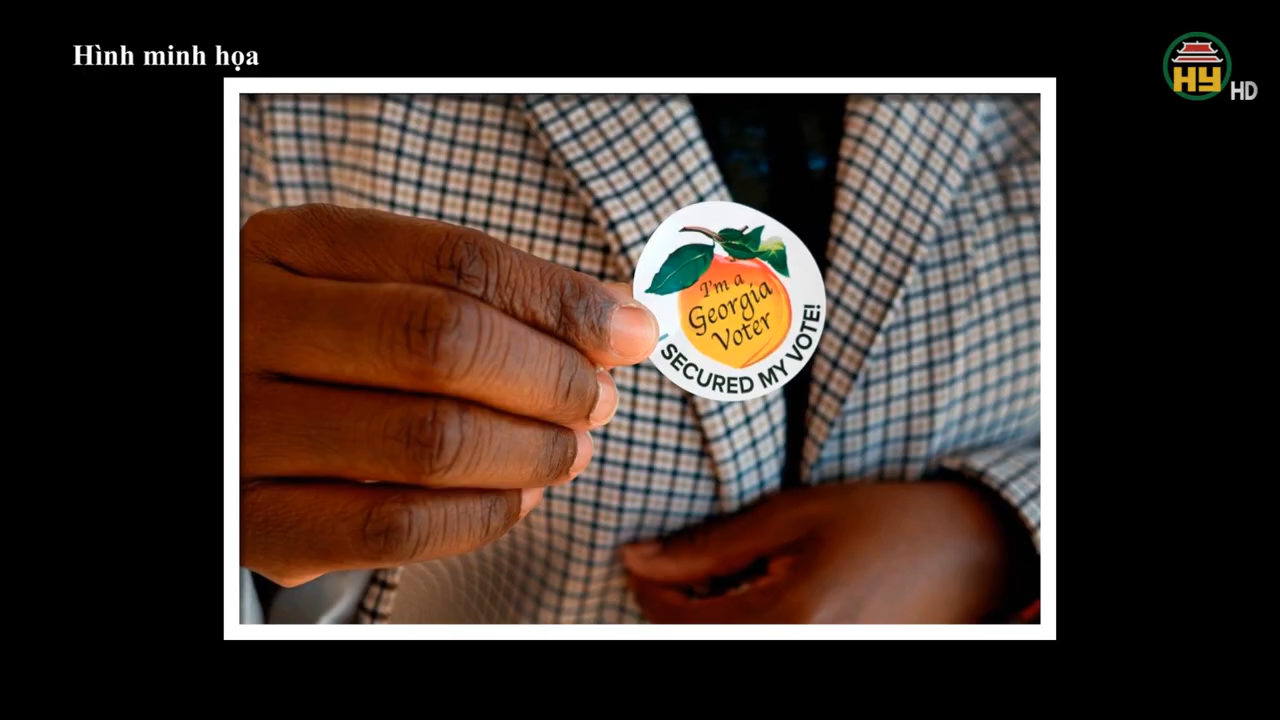 Hình minh họa
HY
HD
I'm a
Georgia
Voter
SECURED MY VOTE!